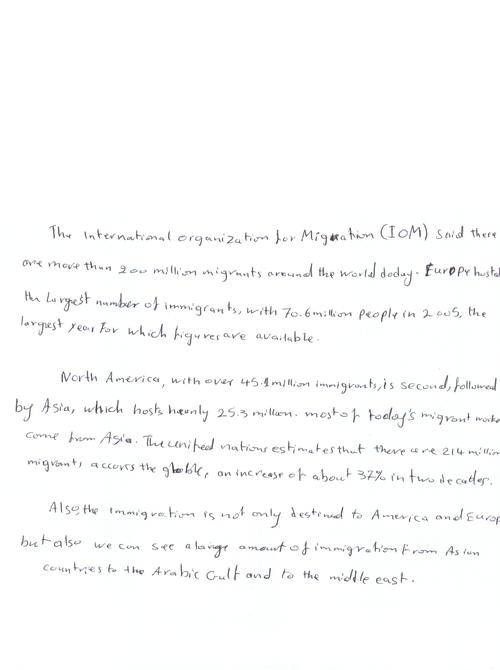 The International organization for Migration (IOM) said there
are more than 200 million migrants around the world doday. Europe hosted
the Largest number of immigrants, with 70.6 million people in 2005, the
largest year for which figures are available.
North America, with over 45.1 million immigrants, is second, followed
by Asia, which hosts nearly 25.3 million. most of today's migrant worke
come from Asia. The unified nations estimates that there are 214 million
migrants accorss the globle, an increase of about 37% in two decades.
Also the immigration is not only destined to America and Europ
but also we can see a large amount of immigration from Asian
countries to the Arabic Gulf and to the middle east.